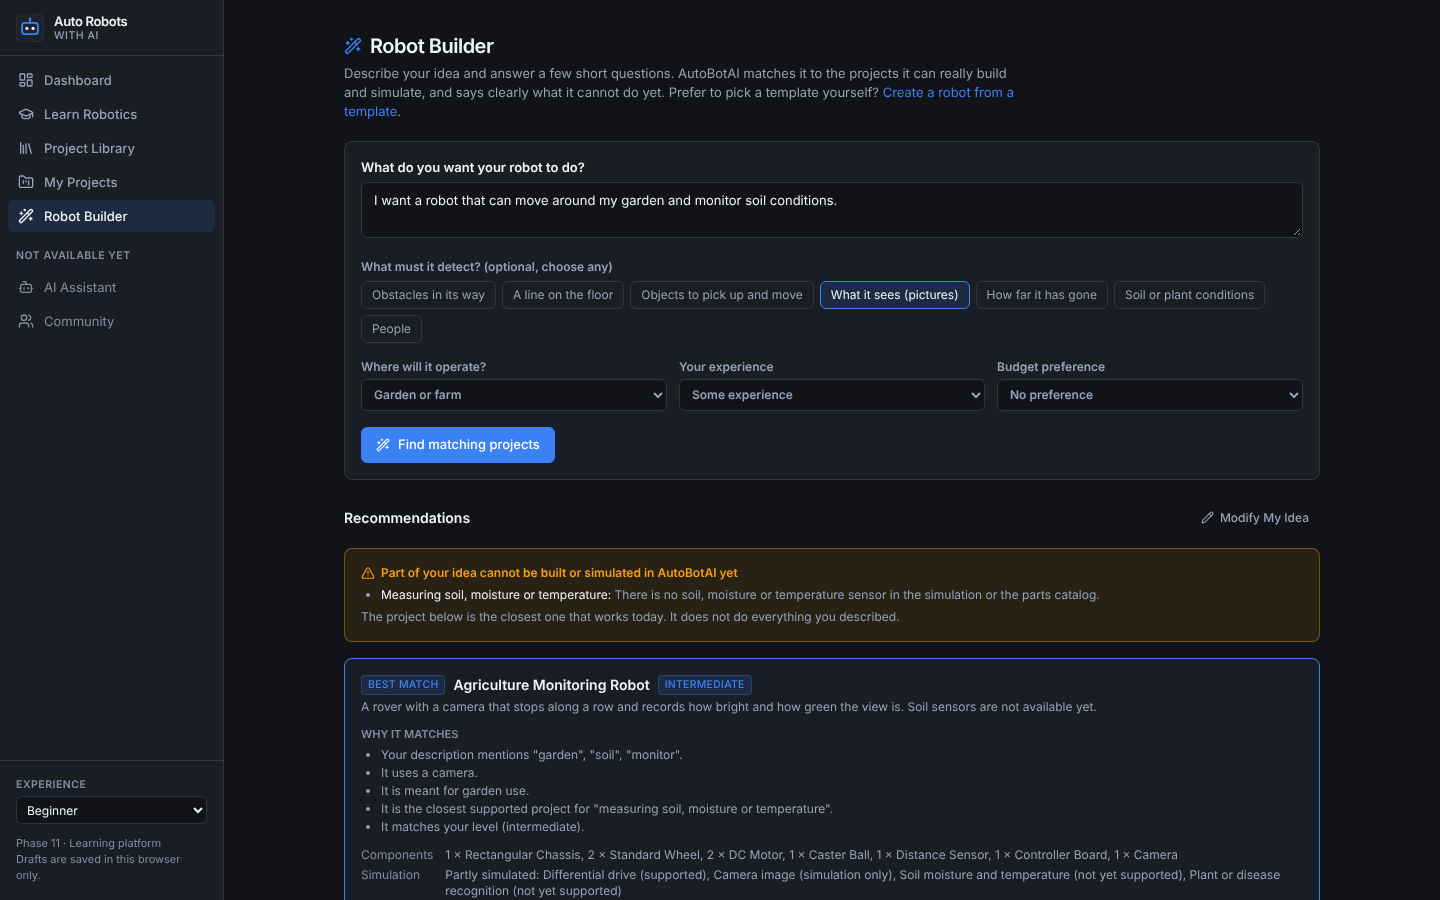 Auto Robots
WITH AI
Dashboard
Learn Robotics
Project Library
My Projects
Robot Builder
NOT AVAILABLE YET
AI Assistant
Community
EXPERIENCE
Beginner
Phase 11 · Learning platform
Drafts are saved in this browser
only.
Robot Builder
Describe your idea and answer a few short questions. AutoBotAI matches it to the projects it can really build
and simulate, and says clearly what it cannot do yet. Prefer to pick a template yourself? Create a robot from a
template.
What do you want your robot to do?
I want a robot that can move around my garden and monitor soil conditions.
What must it detect? (optional, choose any)
Obstacles in its way
A line on the floor
Objects to pick up and move
What it sees (pictures)
How far it has gone
Soil or plant conditions
People
Where will it operate?
Garden or farm
Your experience
Some experience
Budget preference
No preference
Find matching projects
Recommendations
Modify My Idea
Part of your idea cannot be built or simulated in AutoBotAI yet
• Measuring soil, moisture or temperature: There is no soil, moisture or temperature sensor in the simulation or the parts catalog.
The project below is the closest one that works today. It does not do everything you described.
BEST MATCH Agriculture Monitoring Robot INTERMEDIATE
A rover with a camera that stops along a row and records how bright and how green the view is. Soil sensors are not available yet.
WHY IT MATCHES
• Your description mentions "garden", "soil", "monitor".
• It uses a camera.
• It is meant for garden use.
• It is the closest supported project for "measuring soil, moisture or temperature".
• It matches your level (intermediate).
Components 1 × Rectangular Chassis, 2 × Standard Wheel, 2 × DC Motor, 1 × Caster Ball, 1 × Distance Sensor, 1 × Controller Board, 1 × Camera
Simulation Partly simulated: Differential drive (supported), Camera image (simulation only), Soil moisture and temperature (not yet supported), Plant or disease
recognition (not yet supported)